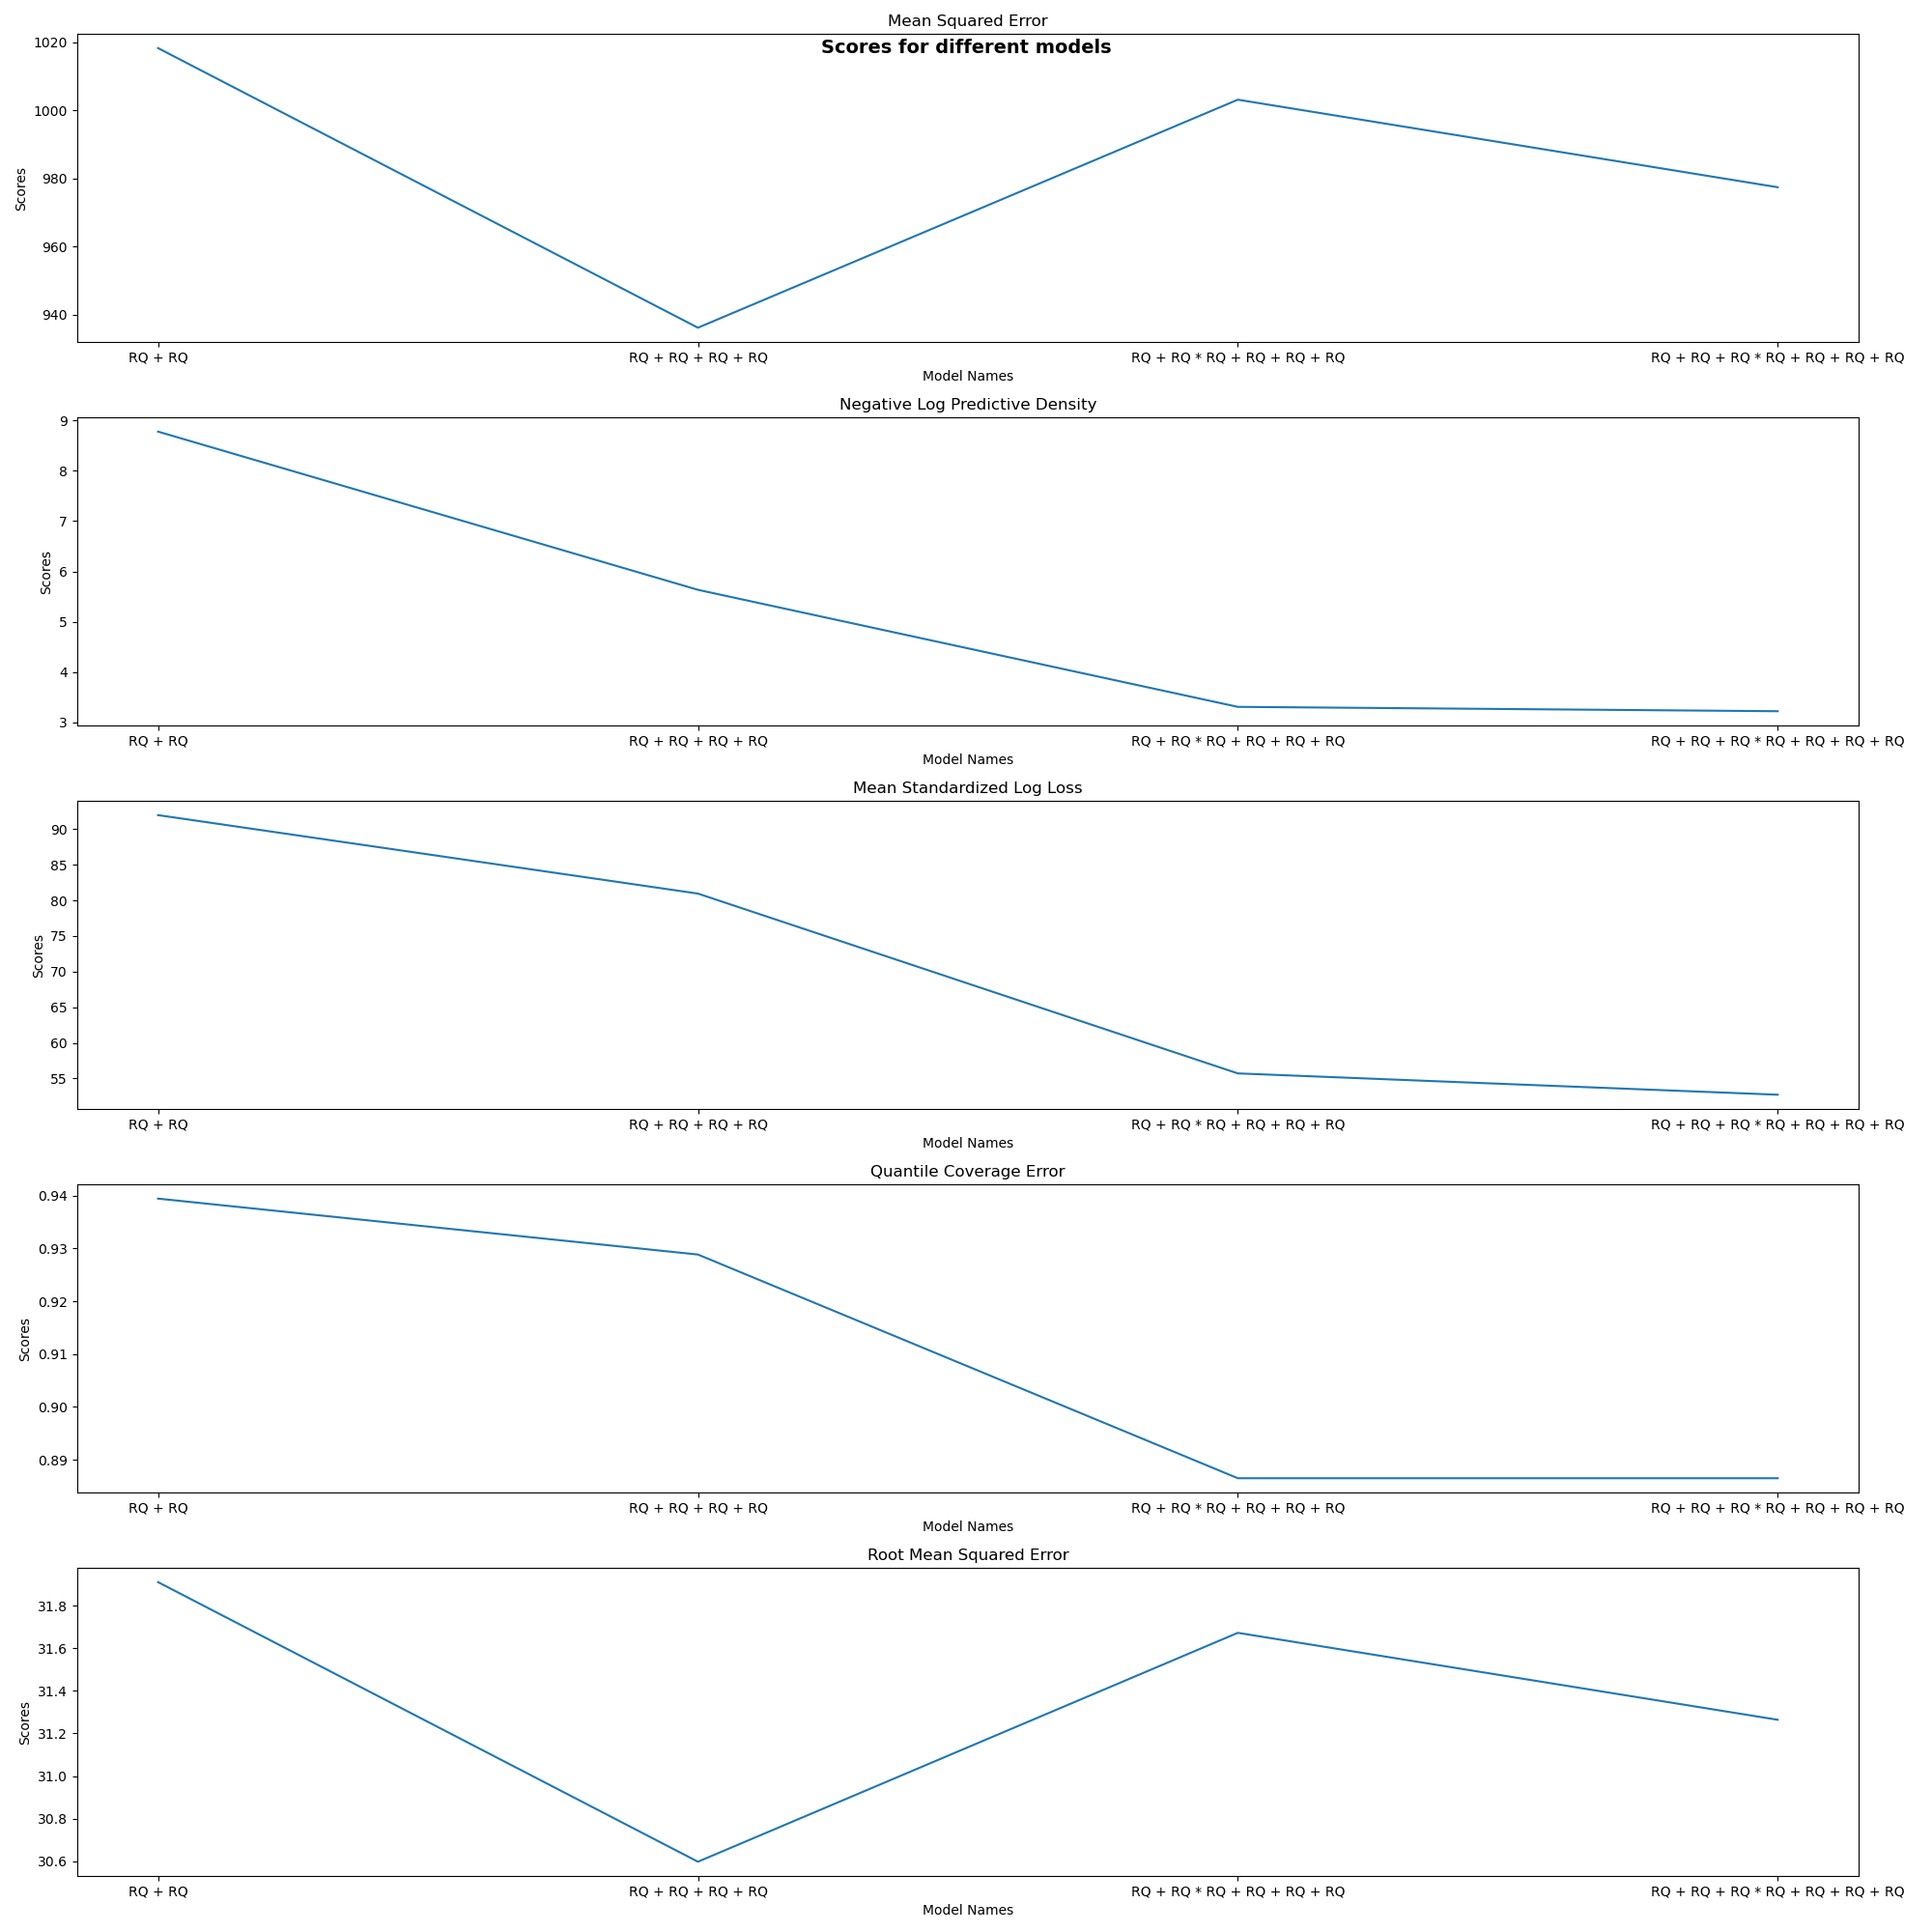 Mean Squared Error
Scores for different models
1020
1000
980
960
940
Scores
RQ + RQ
RQ + RQ + RQ + RQ
RQ + RQ * RQ + RQ + RQ + RQ
RQ + RQ + RQ * RQ + RQ + RQ + RQ
Model Names
Negative Log Predictive Density
9
8
7
6
5
4
3
Scores
RQ + RQ
RQ + RQ + RQ + RQ
RQ + RQ * RQ + RQ + RQ + RQ
RQ + RQ + RQ * RQ + RQ + RQ + RQ
Model Names
Mean Standardized Log Loss
90
85
80
75
70
65
60
55
Scores
RQ + RQ
RQ + RQ + RQ + RQ
RQ + RQ * RQ + RQ + RQ + RQ
RQ + RQ + RQ * RQ + RQ + RQ + RQ
Model Names
Quantile Coverage Error
0.94
0.93
0.92
0.91
0.90
0.89
Scores
RQ + RQ
RQ + RQ + RQ + RQ
RQ + RQ * RQ + RQ + RQ + RQ
RQ + RQ + RQ * RQ + RQ + RQ + RQ
Model Names
Root Mean Squared Error
31.8
31.6
31.4
31.2
31.0
30.8
30.6
Scores
RQ + RQ
RQ + RQ + RQ + RQ
RQ + RQ * RQ + RQ + RQ + RQ
RQ + RQ + RQ * RQ + RQ + RQ + RQ
Model Names